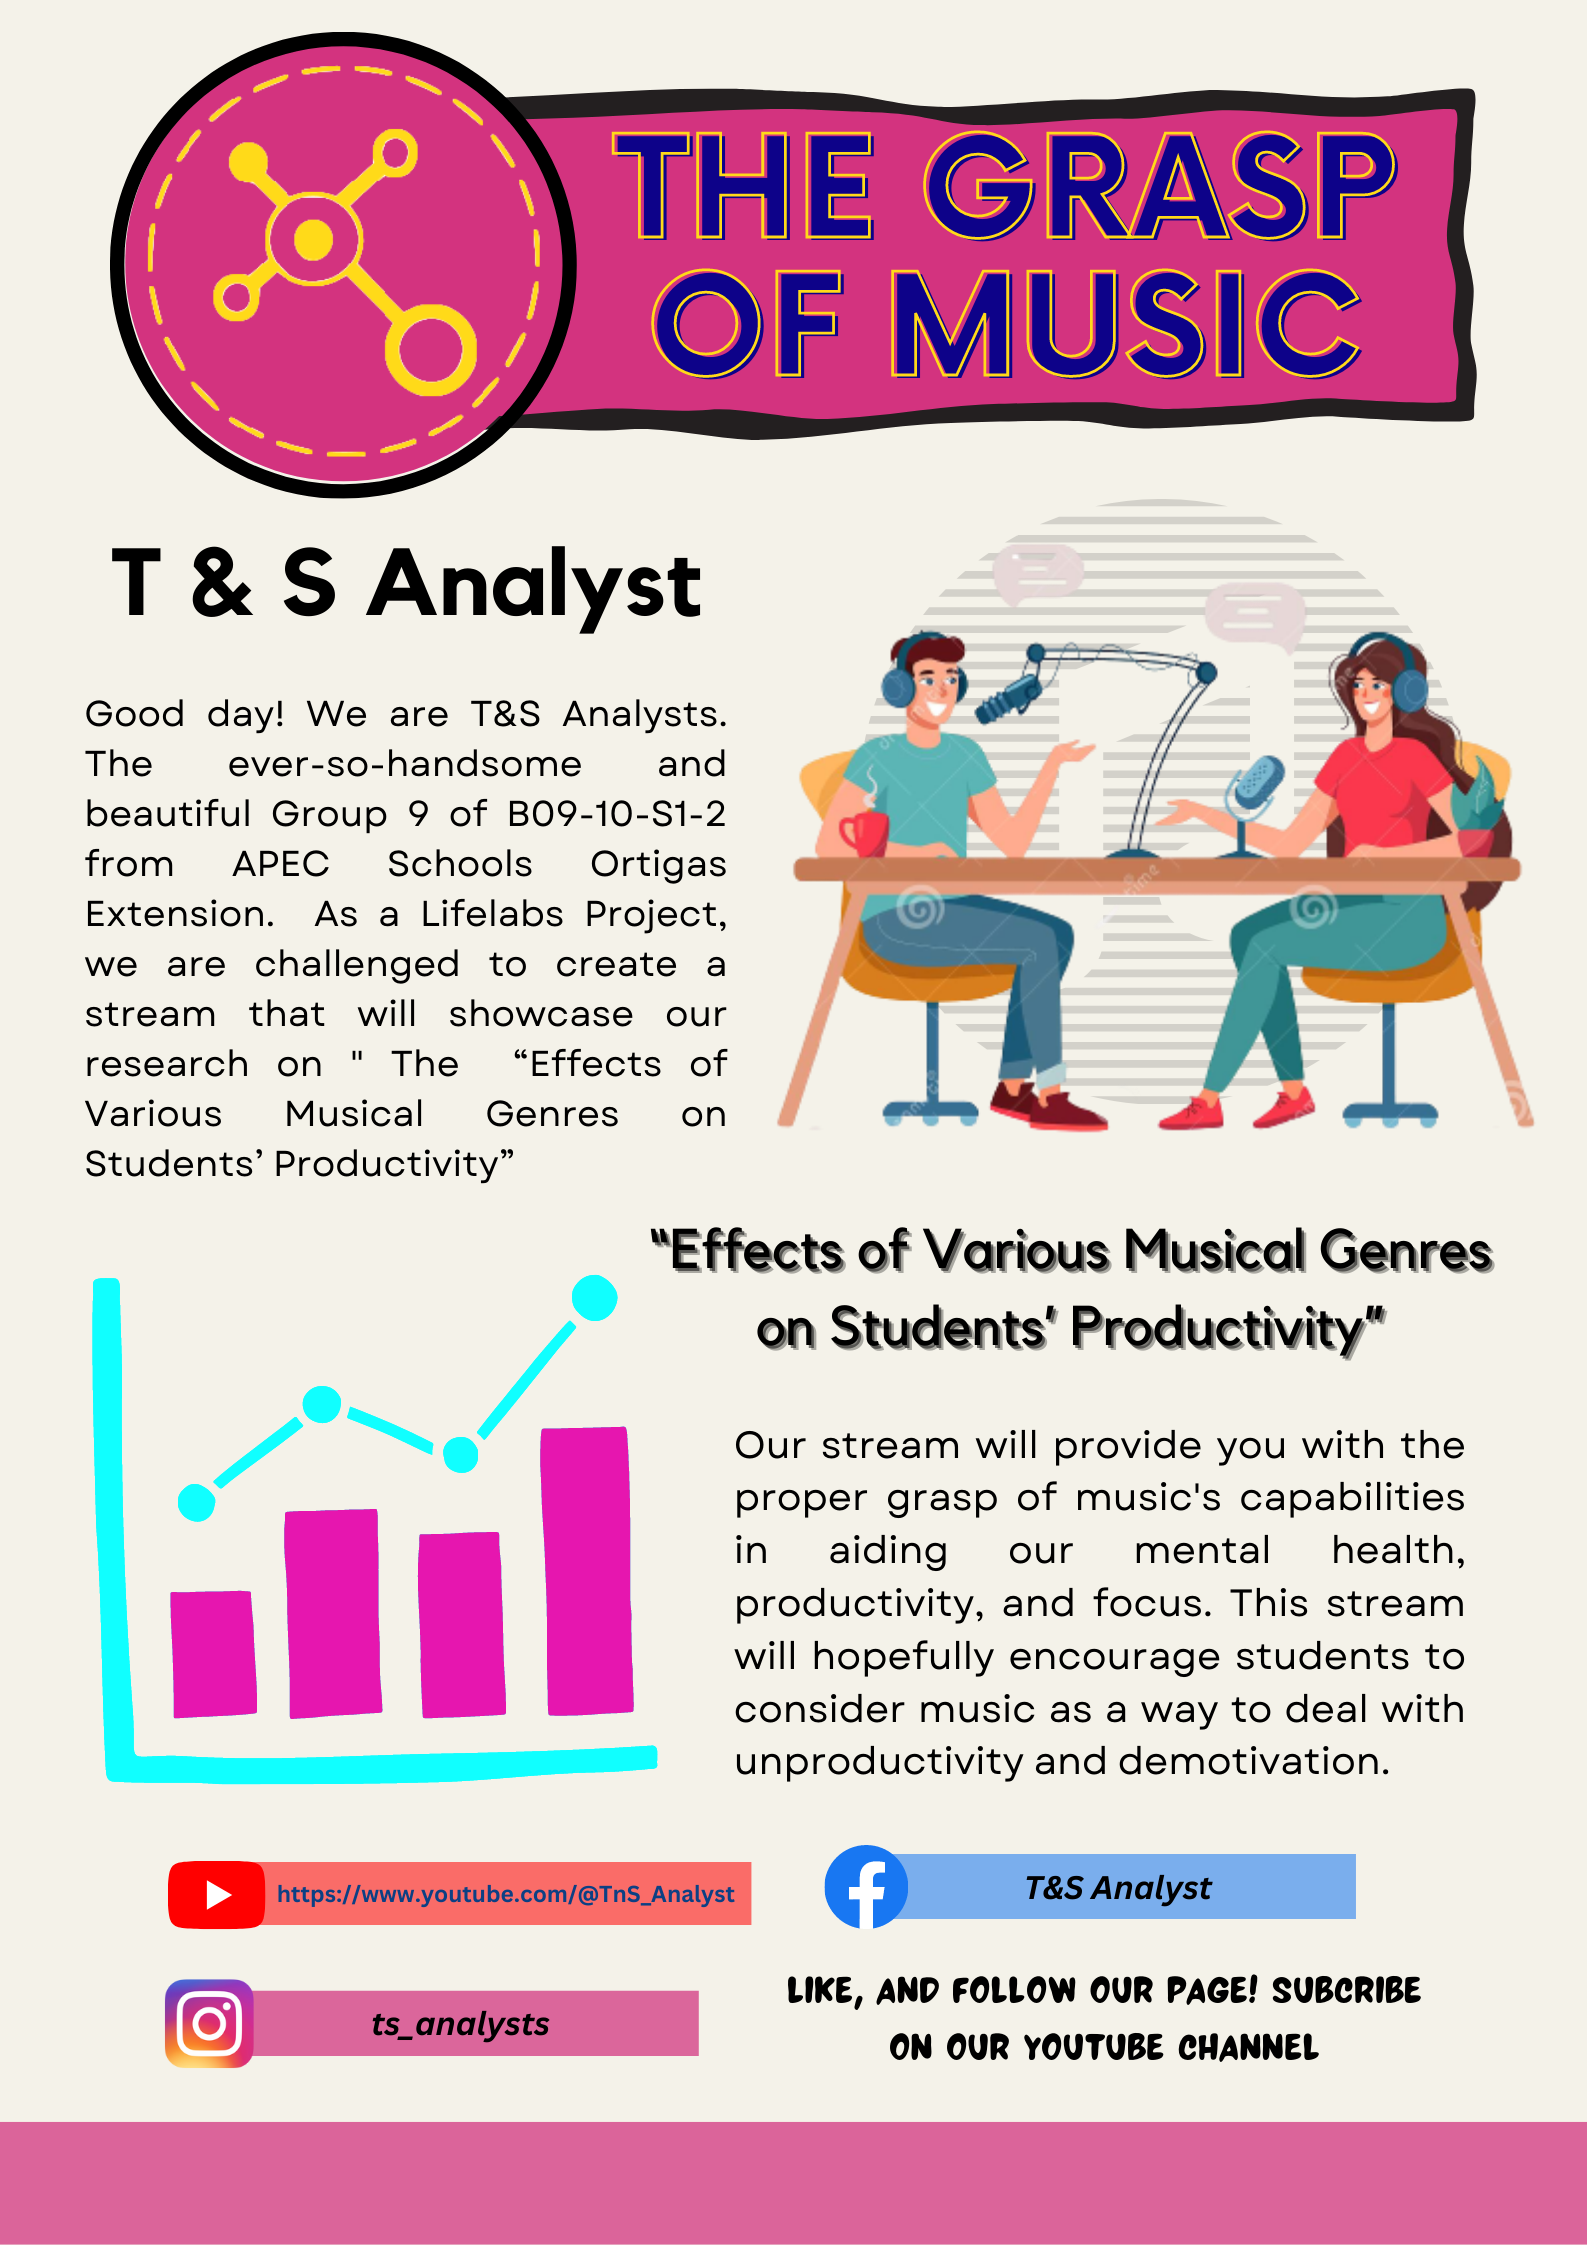 THE GRASP
OF MUSIC
T & S Analyst
Good day! We are T&S Analysts.
The ever-so-handsome and
beautiful Group 9 of B09-10-S1-2
from APEC Schools Ortigas
Extension. As a Lifelabs Project,
we are challenged to create a
stream that will showcase our
research on " The “Effects of
Various Musical Genres on
Students’ Productivity”
“Effects of Various Musical Genres
on Students’ Productivity”
Our stream will provide you with the
proper grasp of music's capabilities
in aiding our mental health,
productivity, and focus. This stream
will hopefully encourage students to
consider music as a way to deal with
unproductivity and demotivation.
https://www.youtube.com/@TnS_Analyst
T&S Analyst
ts_analysts
LIKE, AND FOLLOW OUR PAGE! SUBCRIBE
ON OUR YOUTUBE CHANNEL